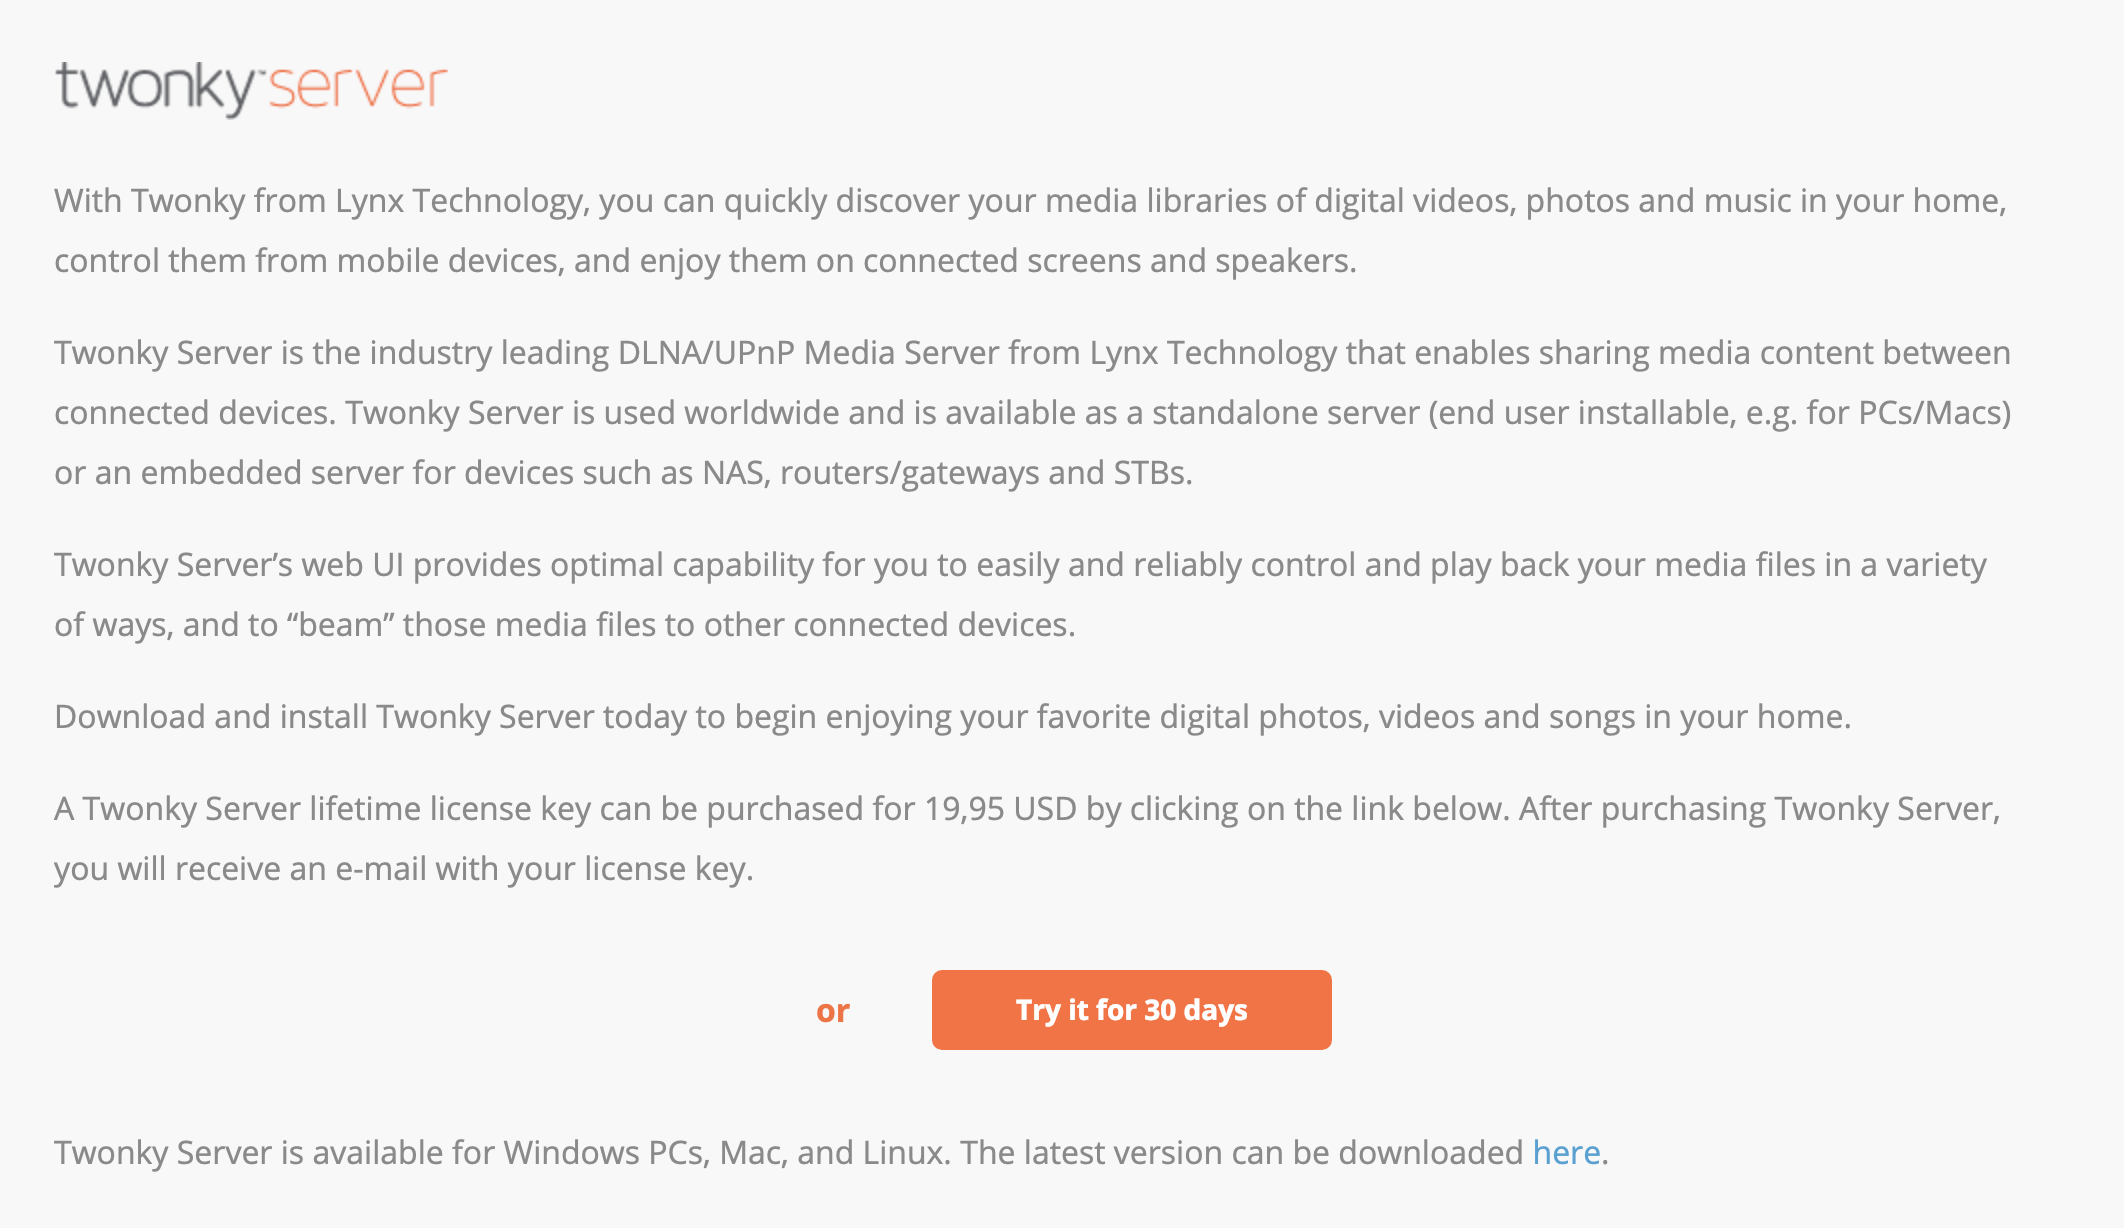 twonky™server
With Twonky from Lynx Technology, you can quickly discover your media libraries of digital videos, photos and music in your home,
control them from mobile devices, and enjoy them on connected screens and speakers.
Twonky Server is the industry leading DLNA/UPnP Media Server from Lynx Technology that enables sharing media content between
connected devices. Twonky Server is used worldwide and is available as a standalone server (end user installable, e.g. for PCs/Macs)
or an embedded server for devices such as NAS, routers/gateways and STBs.
Twonky Server’s web UI provides optimal capability for you to easily and reliably control and play back your media files in a variety
of ways, and to “beam” those media files to other connected devices.
Download and install Twonky Server today to begin enjoying your favorite digital photos, videos and songs in your home.
A Twonky Server lifetime license key can be purchased for 19,95 USD by clicking on the link below. After purchasing Twonky Server,
you will receive an e-mail with your license key.
or Try it for 30 days
Twonky Server is available for Windows PCs, Mac, and Linux. The latest version can be downloaded here.